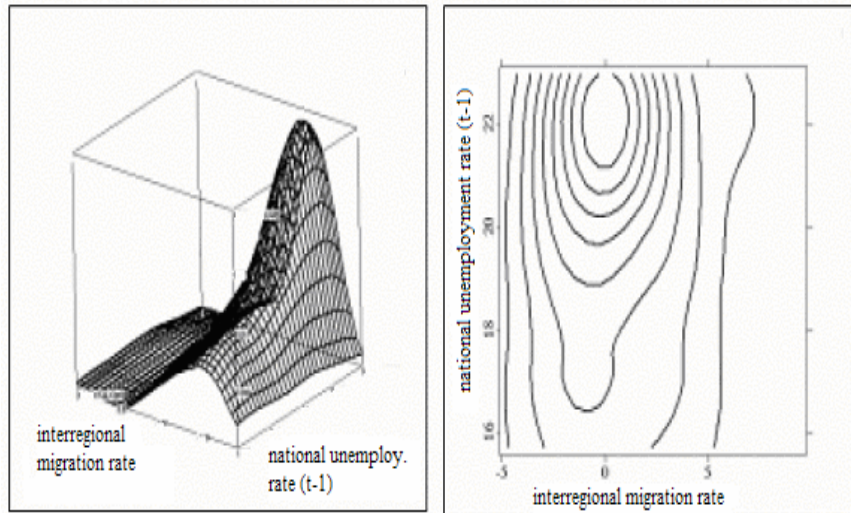 interregional
migration rate
national unemploy.
rate (t-1)
national unemployment rate (t-1)
22
20
18
16
-5
0
5
interregional migration rate